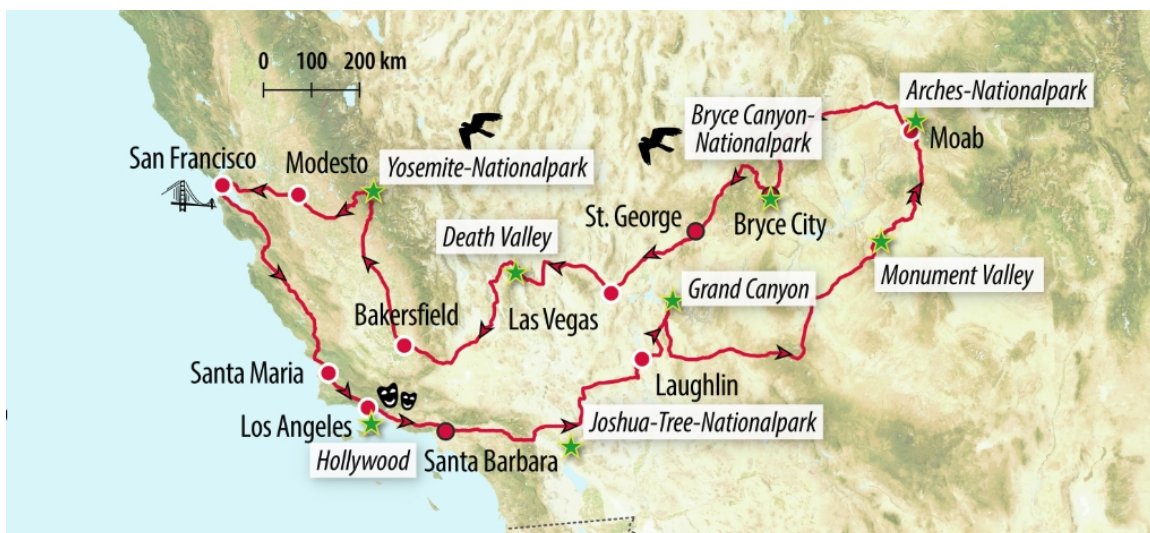 0 100 200 km
Arches-Nationalpark
Bryce Canyon-
Nationalpark
Moab
San Francisco
Modesto
Yosemite-Nationalpark
St. George
Bryce City
Death Valley
Monument Valley
Grand Canyon
Bakersfield
Las Vegas
Santa Maria
Laughlin
Los Angeles
Joshua-Tree-Nationalpark
Hollywood
Santa Barbara